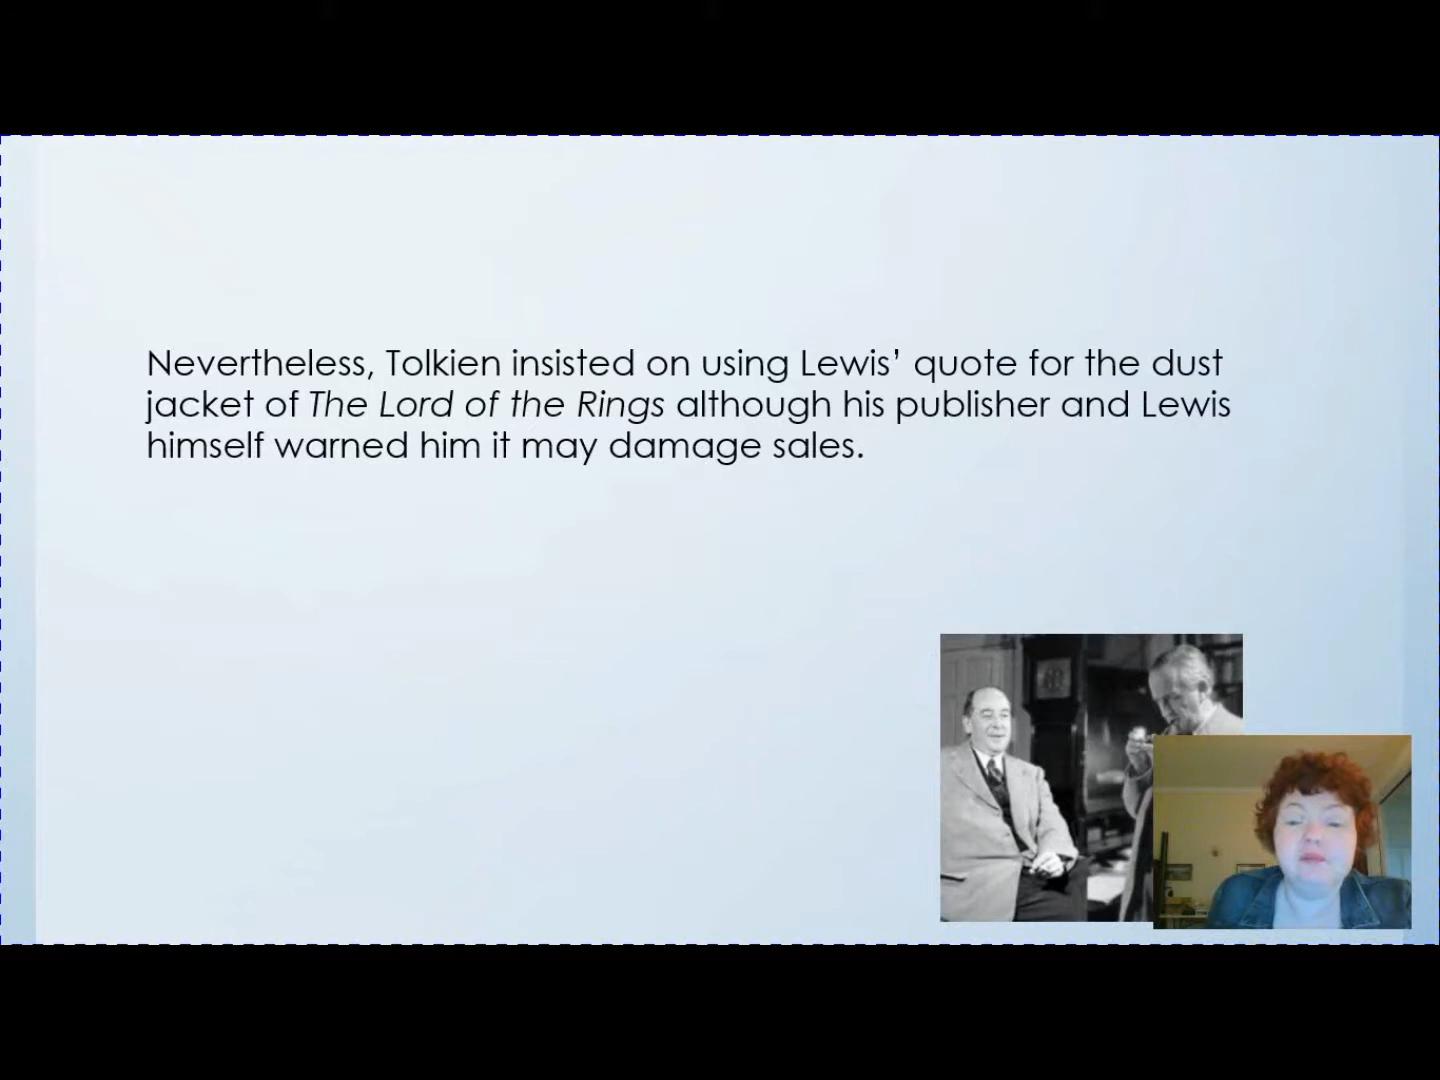 Nevertheless, Tolkien insisted on using Lewis’ quote for the dust
jacket of The Lord of the Rings although his publisher and Lewis
himself warned him it may damage sales.